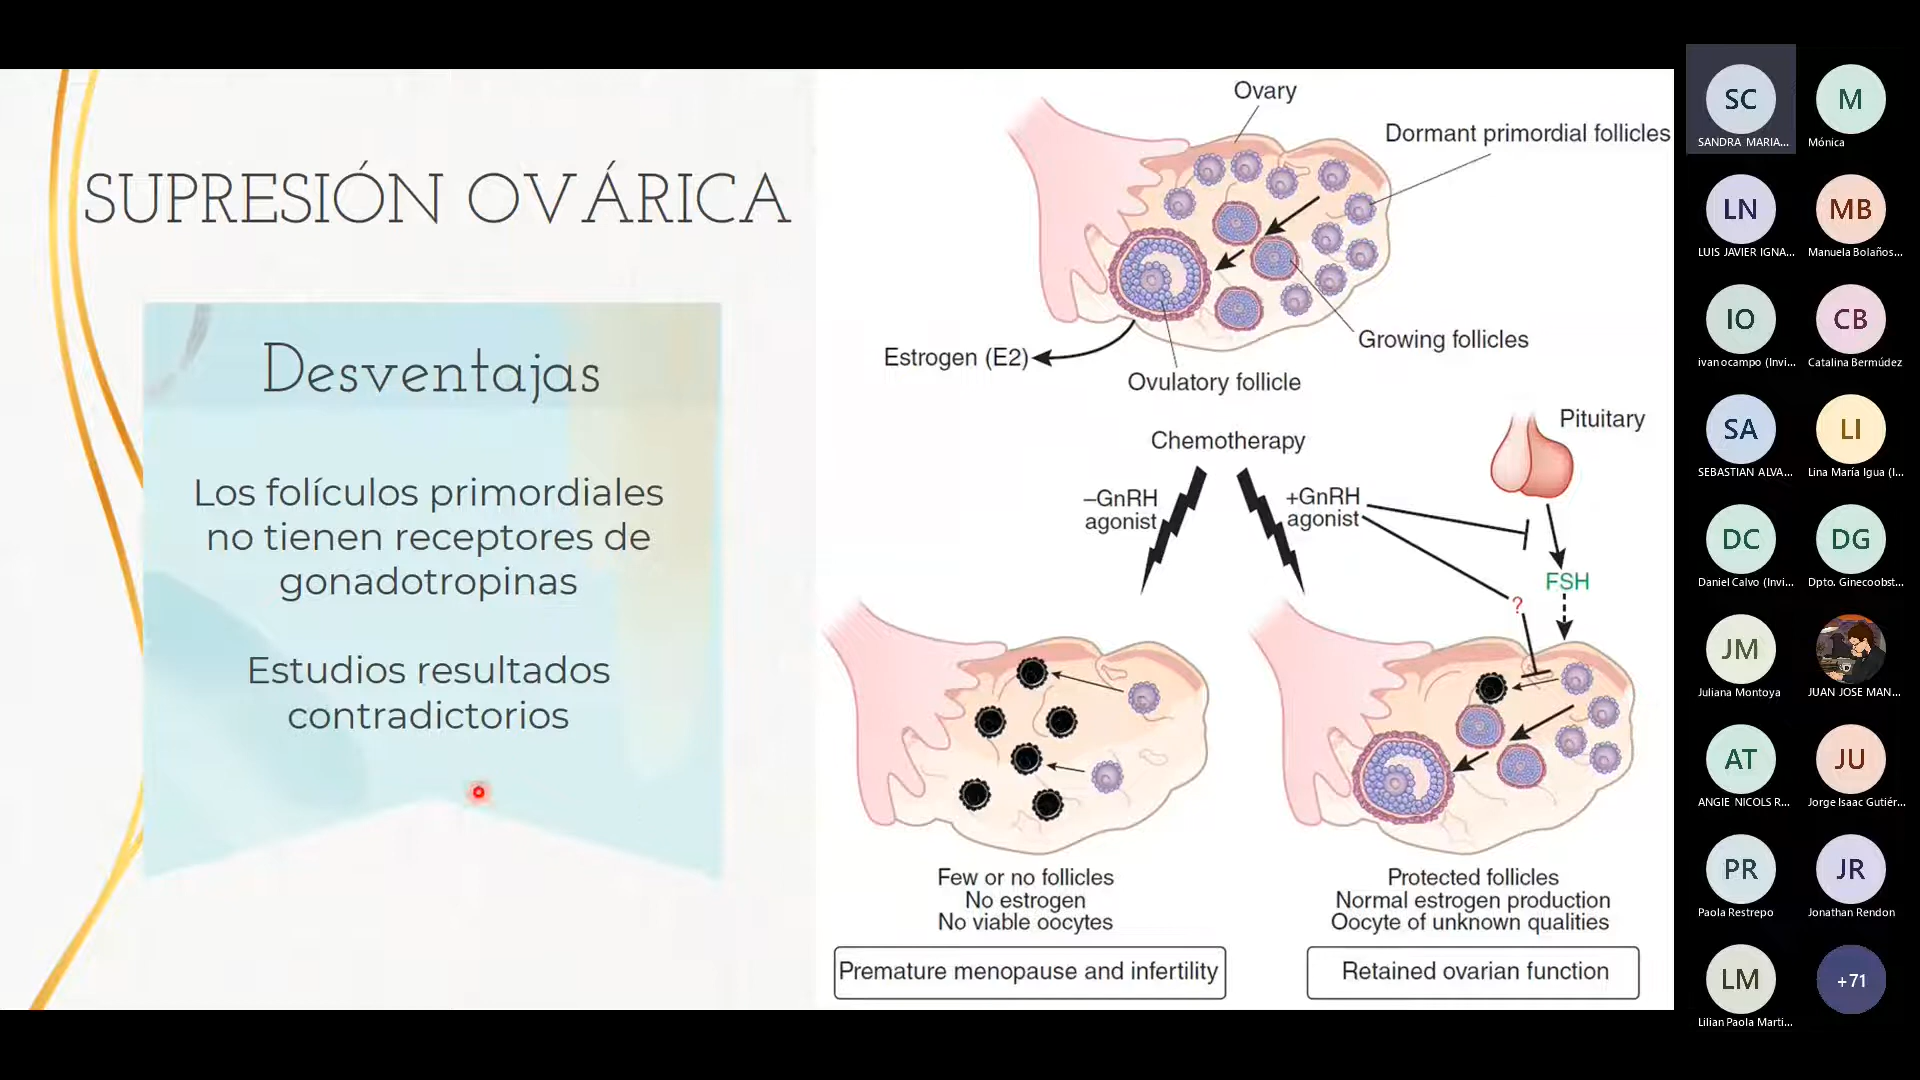 SUPRESIÓN OVÁRICA
Desventajas
Los folículos primordiales
no tienen receptores de
gonadotropinas
Estudios resultados
contradictorios
Ovary
Dormant primordial follicles
Growing follicles
Estrogen (E2)
Ovulatory follicle
Pituitary
Chemotherapy
–GnRH
agonist
+GnRH
agonist
FSH
?
Few or no follicles
No estrogen
No viable oocytes
Premature menopause and infertility
Protected follicles
Normal estrogen production
Oocyte of unknown qualities
Retained ovarian function
SC
SANDRA MARIA...
M
Mónica
LN
LUIS JAVIER IGNA...
MB
Manuela Bolaños...
IO
ivan ocampo (Invi...
CB
Catalina Bermúdez
SA
SEBASTIAN ALVA...
LI
Lina María Igua (I...
DC
Daniel Calvo (Invi...
DG
Dpto. Ginecoobst...
JM
Juliana Montoya
JUAN JOSE MAN...
AT
ANGIE NICOLS R...
JU
Jorge Isaac Gutiér...
PR
Paola Restrepo
JR
Jonathan Rendon
LM
Lilian Paola Marti...
+71